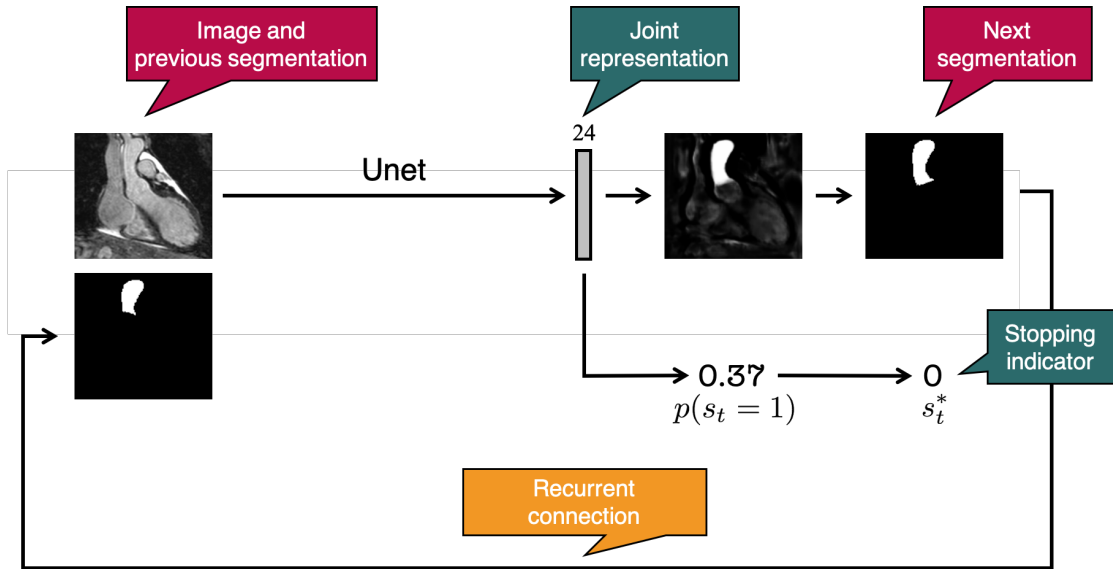 Image and
previous segmentation
Joint
representation
Next
segmentation
24
Unet
Stopping
indicator
0.37
0
p(s_t = 1)
s_t^*
Recurrent
connection